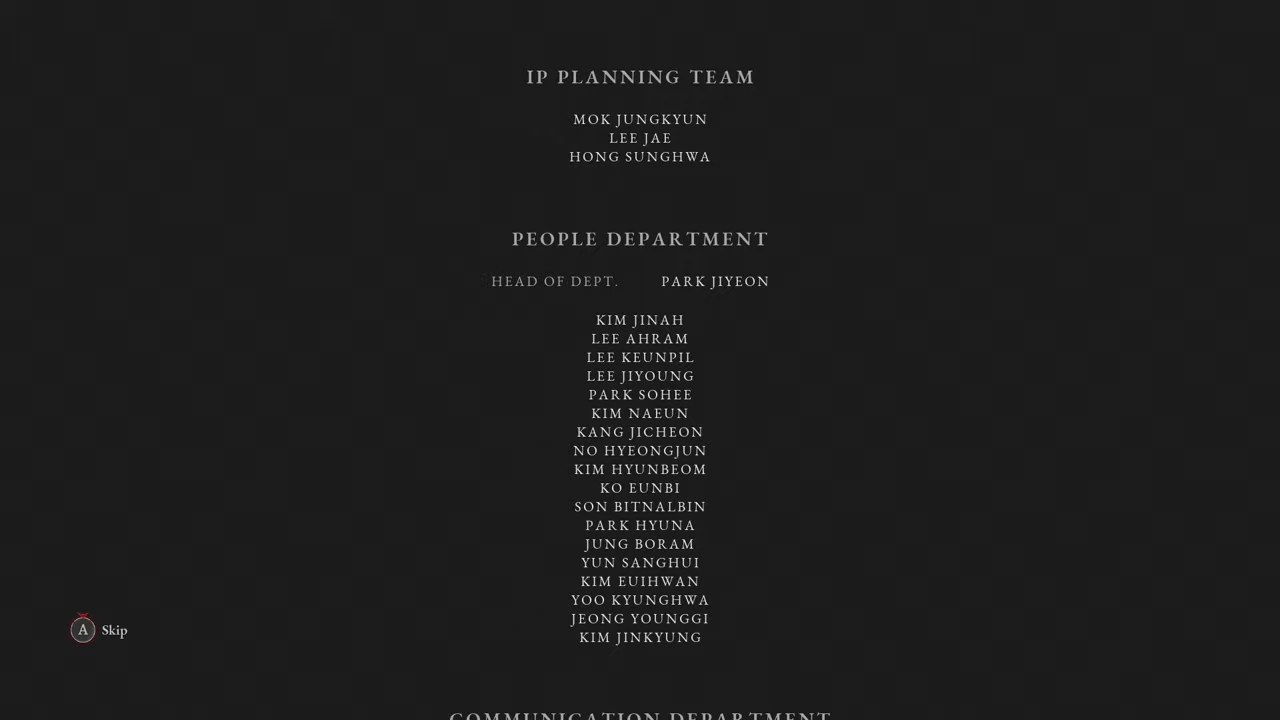 IP PLANNING TEAM
MOK JUNGKYUN
LEE JAE
HONG SUNGHWA
PEOPLE DEPARTMENT
HEAD OF DEPT. PARK JIYEON
KIM JINAH
LEE AHRAM
LEE KEUNPIL
LEE JIYOUNG
PARK SOHEE
KIM NAEUN
KANG JICHEON
NO HYEONGJUN
KIM HYUNBEOM
KO EUNBI
SON BITNALBIN
PARK HYUNA
JUNG BORAM
YUN SANGHUI
KIM EUIHWAN
YOO KYUNGHWA
JEONG YOUNGGI
KIM JINKYUNG
A Skip
COMMUNICATION DEPARTMENT